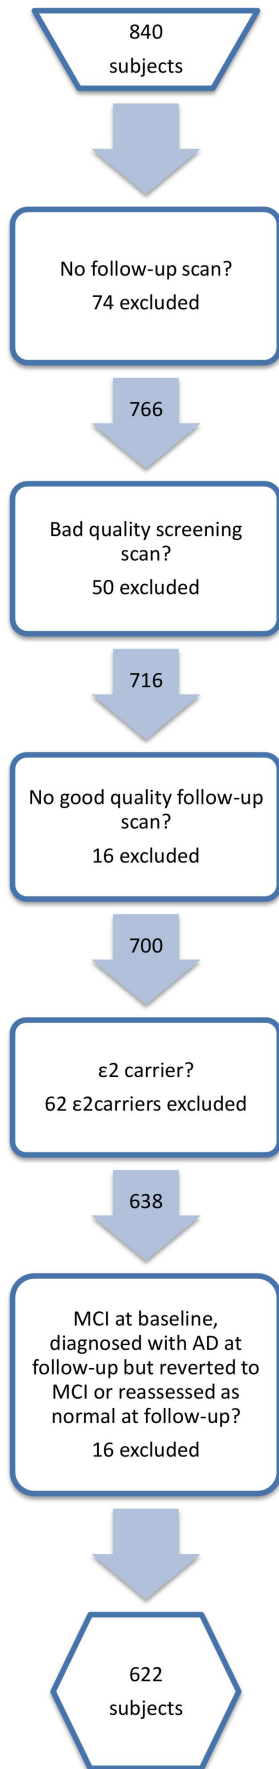 840
subjects
No follow-up scan?
74 excluded
766
Bad quality screening
scan?
50 excluded
716
No good quality follow-up
scan?
16 excluded
700
ε2 carrier?
62 ε2carriers excluded
638
MCI at baseline,
diagnosed with AD at
follow-up but reverted to
MCI or reassessed as
normal at follow-up?
16 excluded
622
subjects